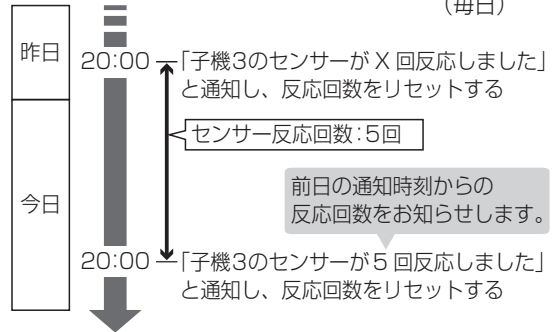 （毎日）
昨日
20:00
「子機3のセンサーが X 回反応しました」
と通知し、反応回数をリセットする
センサー反応回数：5回
今日
前日の通知時刻からの
反応回数をお知らせします。
20:00
「子機3のセンサーが5 回反応しました」
と通知し、反応回数をリセットする